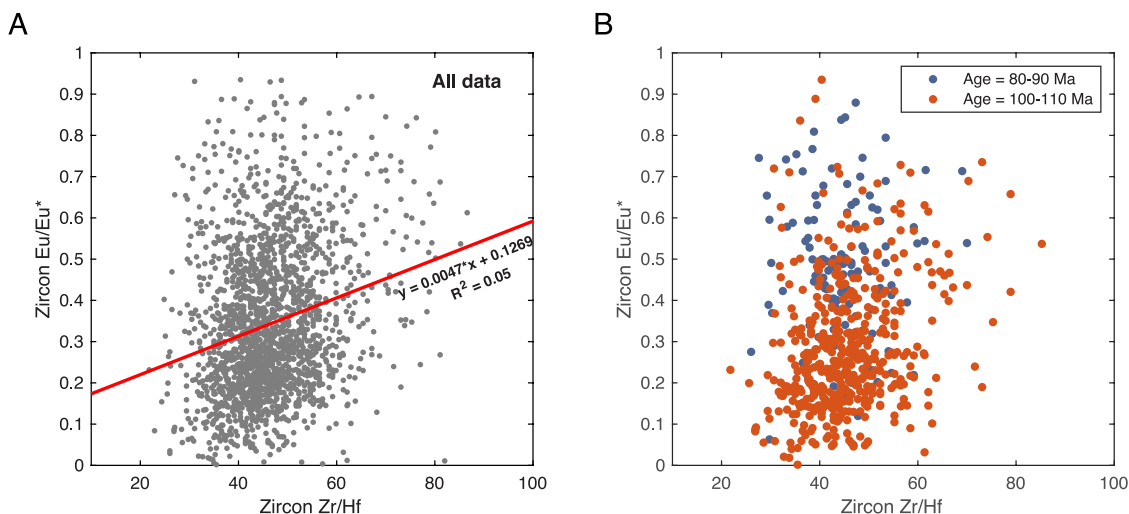 A
B
1
0.9
0.8
0.7
0.6
0.5
0.4
0.3
0.2
0.1
0
Zircon Eu/Eu*
All data
y = 0.0047*x + 0.1269
R² = 0.05
20
40
60
80
100
Zircon Zr/Hf
1
0.9
0.8
0.7
0.6
0.5
0.4
0.3
0.2
0.1
0
Zircon Eu/Eu*
Age = 80-90 Ma
Age = 100-110 Ma
20
40
60
80
100
Zircon Zr/Hf